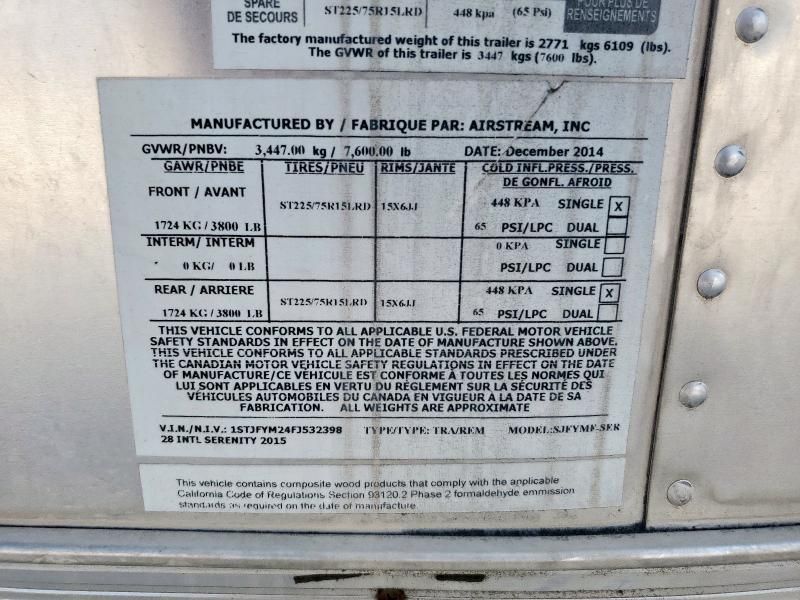 SPARE
DE SECOURS ST225/75R15LRD 448 kpa (65 Psi) POUR PLUS DE
RENSEIGNEMENTS
The factory manufactured weight of this trailer is 2771 kgs 6109 (lbs).
The GVWR of this trailer is 3447 kgs (7600 lbs).
MANUFACTURED BY / FABRIQUE PAR: AIRSTREAM, INC
GVWR/PNBV: 3,447.00 kg / 7,600.00 lb DATE: December 2014
GAWR/PNBE TIRES/PNEU RIMS/JANTE COLD INFL.PRESS./PRESS.
DE GONFL. AFROID
FRONT / AVANT
ST225/75R15LRD 15X6JJ 448 KPA SINGLE X
1724 KG / 3800 LB 65 PSI/LPC DUAL
INTERM/ INTERM 0 KPA SINGLE
0 KG/ 0 LB PSI/LPC DUAL
REAR / ARRIERE 448 KPA SINGLE X
ST225/75R15LRD 15X6JJ
1724 KG / 3800 LB 65 PSI/LPC DUAL
THIS VEHICLE CONFORMS TO ALL APPLICABLE U.S. FEDERAL MOTOR VEHICLE
SAFETY STANDARDS IN EFFECT ON THE DATE OF MANUFACTURE SHOWN ABOVE.
THIS VEHICLE CONFORMS TO ALL APPLICABLE STANDARDS PRESCRIBED UNDER
THE CANADIAN MOTOR VEHICLE SAFETY REGULATIONS IN EFFECT ON THE DATE
OF MANUFACTURE/CE VÉHICULE EST CONFORME À TOUTES LES NORMES QUI
LUI SONT APPLICABLES EN VERTU DU RÈGLEMENT SUR LA SÉCURITÉ DES
VÉHICULES AUTOMOBILES DU CANADA EN VIGUEUR A LA DATE DE SA
FABRICATION. ALL WEIGHTS ARE APPROXIMATE
V.I.N./N.I.V.: 1STJFYM24FJ532398 TYPE/TYPE: TRA/REM MODEL:SJFYMF-SER
28 INTL SERENITY 2015
This vehicle contains composite wood products that comply with the applicable
California Code of Regulations Section 93120.2 Phase 2 formaldehyde emmission
standards as required on the date of manufacture.